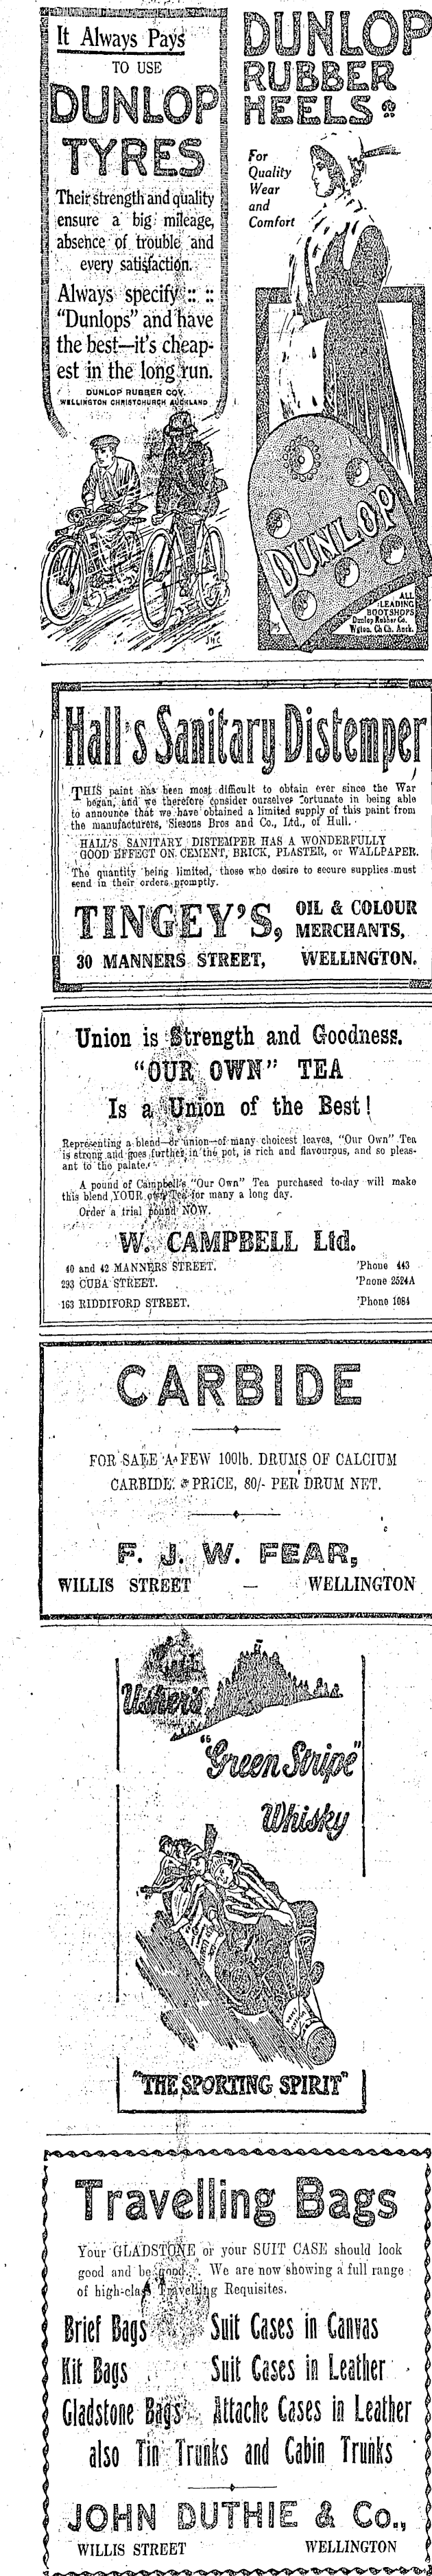 It Always Pays
TO USE
DUNLOP
TYRES
Their strength and quality
ensure a big mileage,
absence of trouble and
every satisfaction.
Always specify :: ::
"Dunlops" and have
the best—it's cheap-
est in the long run.
DUNLOP RUBBER COY.
WELLINGTON CHRISTCHURCH AUCKLAND
DUNLOP
RUBBER
HEELS
For
Quality
Wear
and
Comfort
DUNLOP
ALL
LEADING
BOOTSHOPS
Dunlop Rubber Co.
Wgton. Ch Ch. Auck.
Hall's Sanitary Distemper
THIS paint has been most difficult to obtain ever since the War
began, and we therefore consider ourselves fortunate in being able
to announce that we have obtained a limited supply of this paint from
the manufacturers, Sissons Bros and Co., Ltd., of Hull.
HALL'S SANITARY DISTEMPER HAS A WONDERFULLY
GOOD EFFECT ON CEMENT, BRICK, PLASTER, or WALLPAPER.
The quantity being limited, those who desire to secure supplies must
send in their orders promptly.
TINGEY'S, OIL & COLOUR
MERCHANTS,
30 MANNERS STREET, WELLINGTON.
Union is Strength and Goodness.
"OUR OWN" TEA
Is a Union of the Best!
Representing a blend—or union—of many choicest leaves, "Our Own" Tea
is strong and goes further in the pot, is rich and flavourous, and so pleas-
ant to the palate.
A pound of Campbell's "Our Own" Tea purchased to-day will make
this blend YOUR own Tea for many a long day.
Order a trial pound NOW.
W. CAMPBELL Ltd.
40 and 42 MANNERS STREET. 'Phone 443
293 CUBA STREET. 'Phone 2524A
163 RIDDIFORD STREET. 'Phone 1084
CARBIDE
FOR SALE A FEW 100lb. DRUMS OF CALCIUM
CARBIDE. PRICE, 80/- PER DRUM NET.
F. J. W. FEAR,
WILLIS STREET — WELLINGTON
Usher's
"Green Stripe"
Whisky
"THE SPORTING SPIRIT"
Travelling Bags
Your GLADSTONE or your SUIT CASE should look
good and be good. We are now showing a full range
of high-class Travelling Requisites.
Brief Bags Suit Cases in Canvas
Kit Bags Suit Cases in Leather
Gladstone Bags Attache Cases in Leather
also Tin Trunks and Cabin Trunks
JOHN DUTHIE & Co.,
WILLIS STREET WELLINGTON